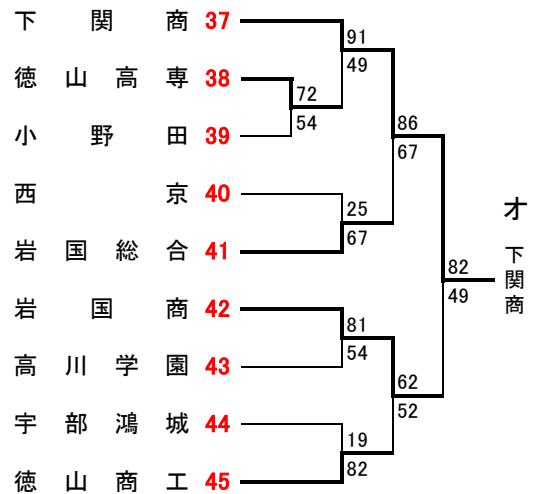 下関商 37
徳山高専 38
小野田 39
西京 40
岩国総合 41
岩国商 42
高川学園 43
宇部鴻城 44
徳山商工 45
91
49
72
54
25
67
81
54
19
82
86
67
62
52
82
49
才
下関商